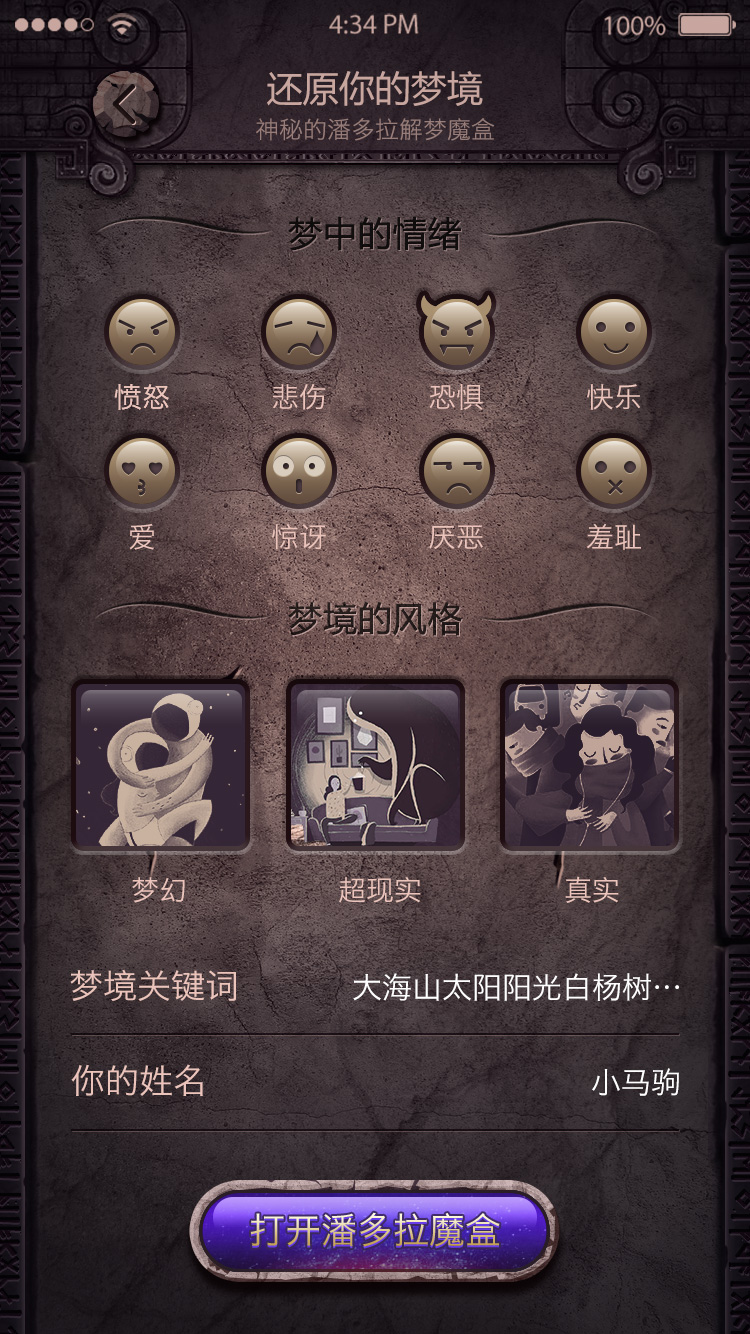 4:34 PM 100%
还原你的梦境
神秘的潘多拉解梦魔盒
梦中的情绪
愤怒 悲伤 恐惧 快乐
爱 惊讶 厌恶 羞耻
梦境的风格
梦幻 超现实 真实
梦境关键词 大海山太阳阳光白杨树…
你的姓名 小马驹
打开潘多拉魔盒